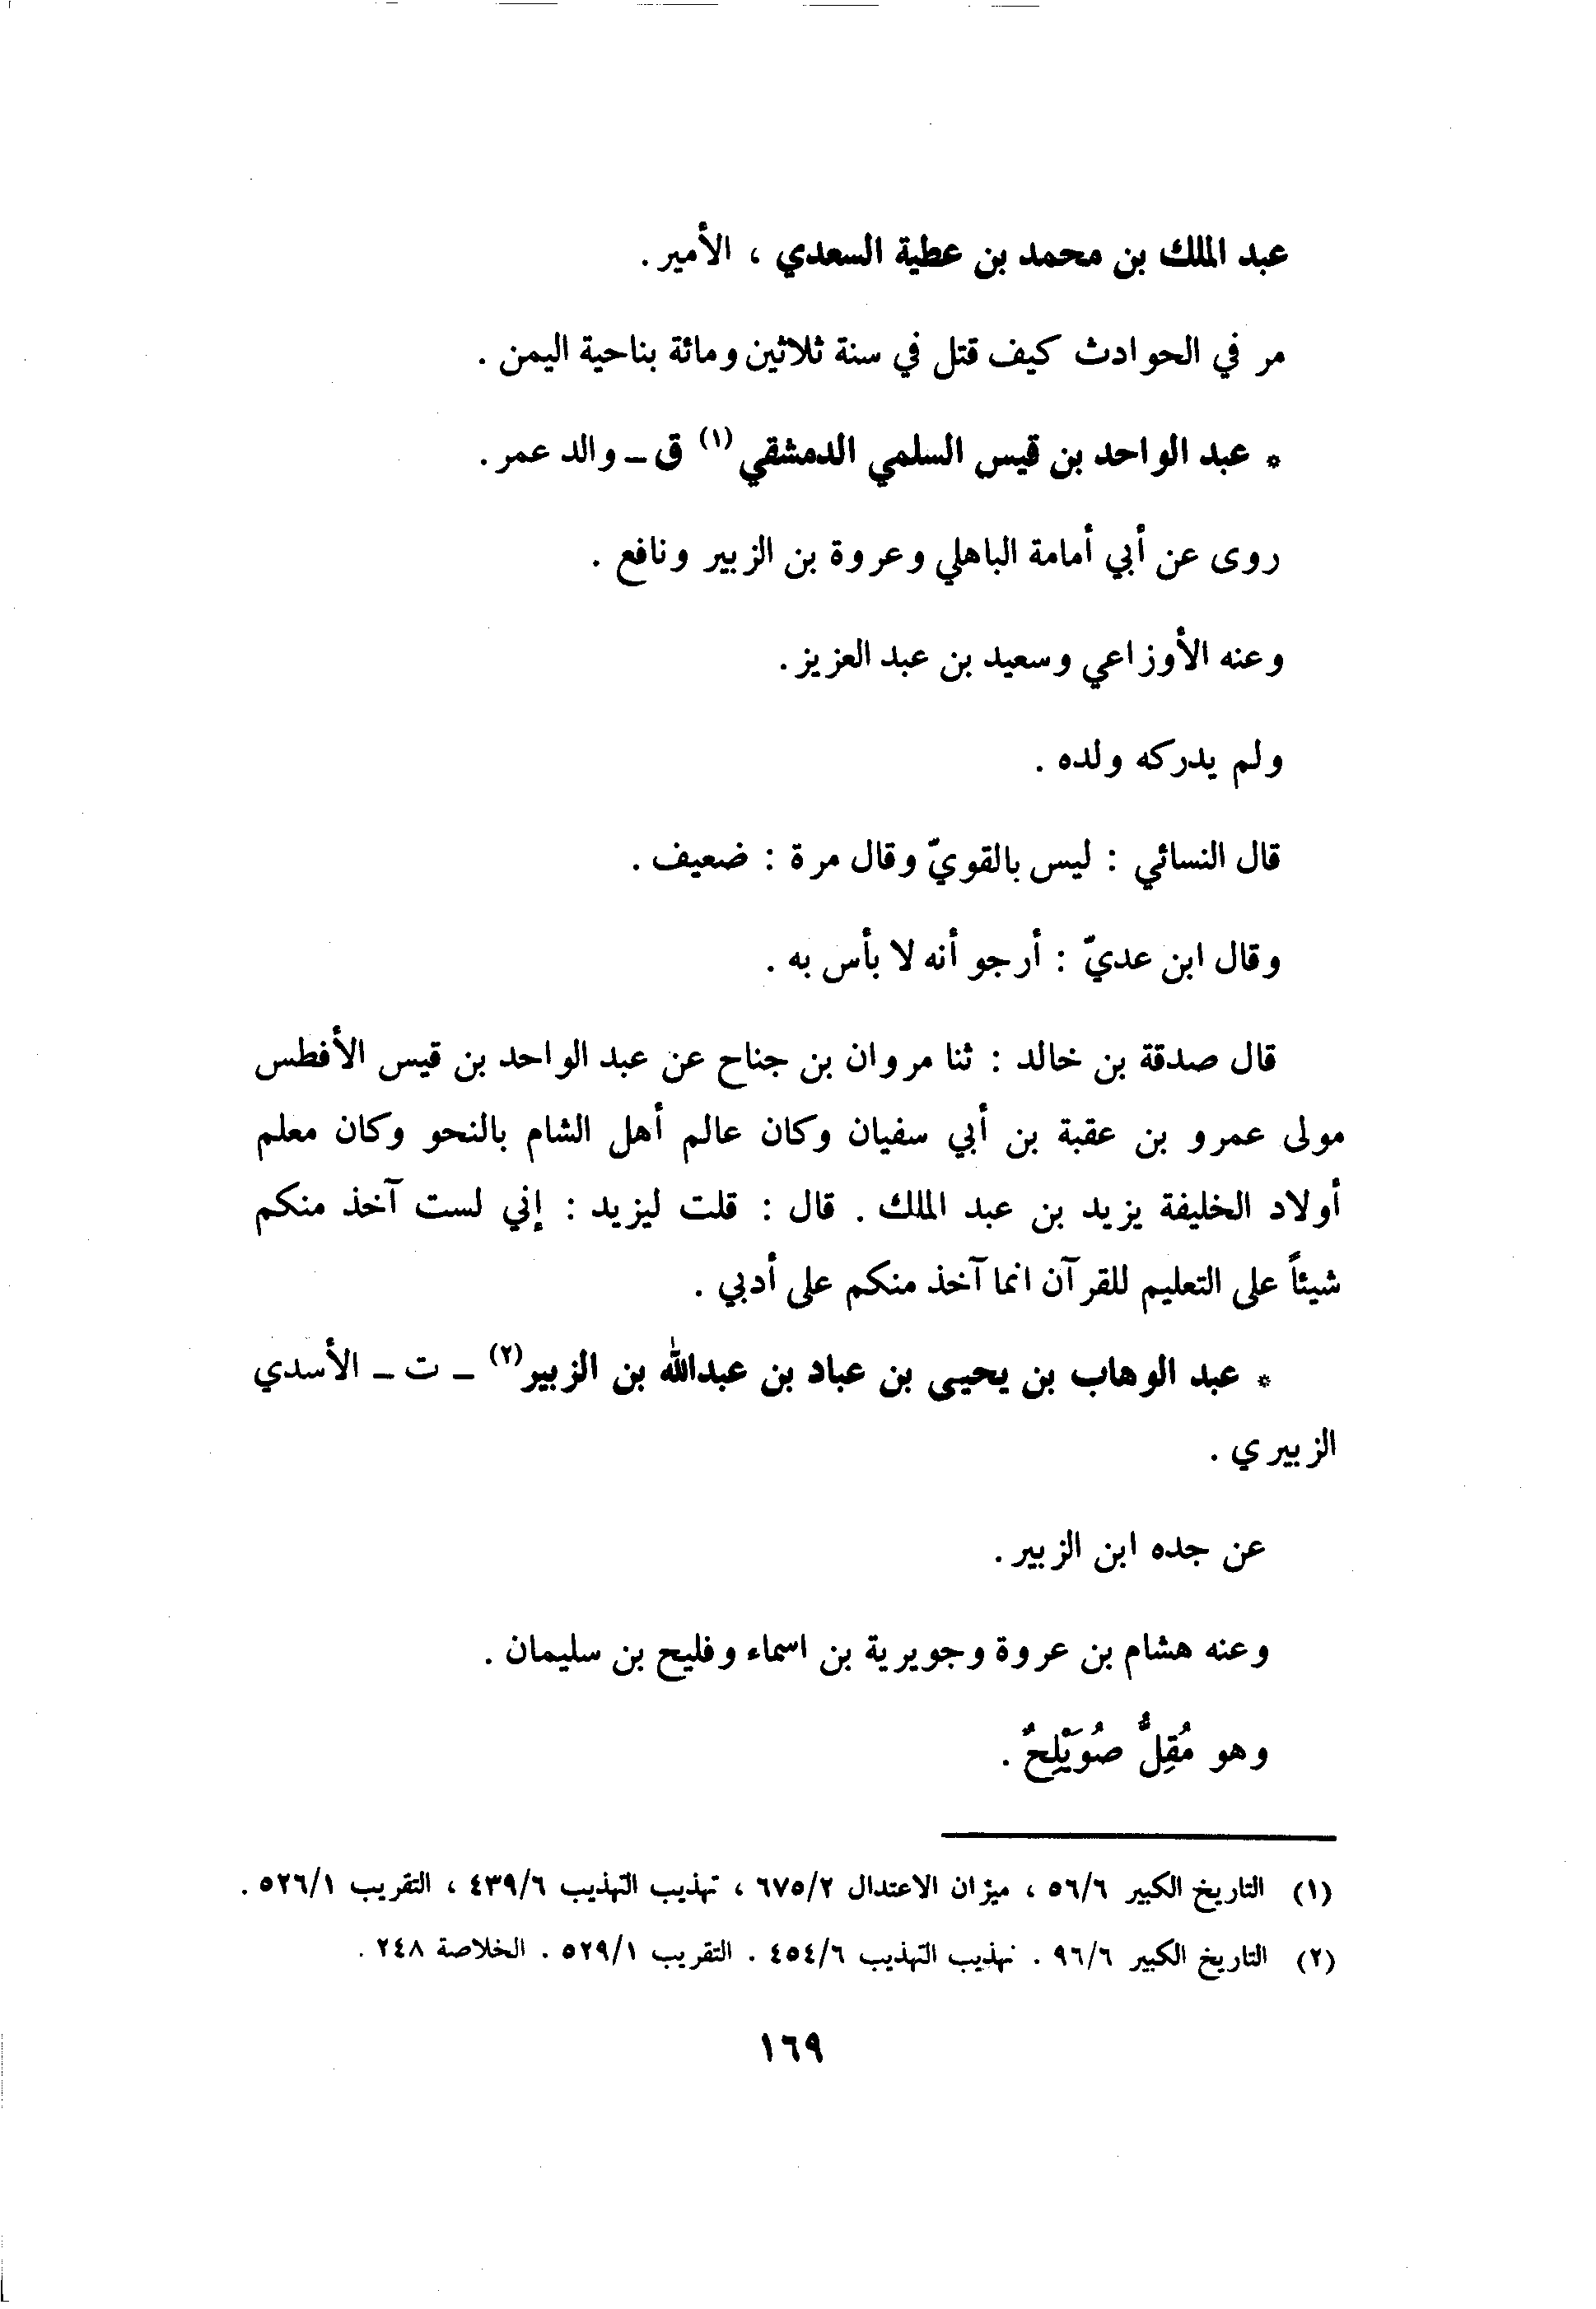 عبد الملك بن محمد بن عطية السعدي ، الأمير .
مر في الحوادث كيف قتل في سنة ثلاثين ومائة بناحية اليمن .
* عبد الواحد بن قيس السلمي الدمشقي (١) ق ـ والد عمر .
روى عن أبي أمامة الباهلي وعروة بن الزبير ونافع .
وعنه الأوزاعي وسعيد بن عبد العزيز .
ولم يدركه ولده .
قال النسائي : ليس بالقويّ وقال مرة : ضعيف .
وقال ابن عديّ : أرجو أنه لا بأس به .
قال صدقة بن خالد : ثنا مروان بن جناح عن عبد الواحد بن قيس الأفطس
مولى عمرو بن عقبة بن أبي سفيان وكان عالم أهل الشام بالنحو وكان معلم
أولاد الخليفة يزيد بن عبد الملك . قال : قلت ليزيد : إني لست آخذ منكم
شيئاً على التعليم للقرآن انما آخذ منكم على أدبي .
* عبد الوهاب بن يحيى بن عباد بن عبدالله بن الزبير (٢) ـ ت ـ الأسدي
الزبيري .
عن جده ابن الزبير .
وعنه هشام بن عروة وجويرية بن اسماء وفليح بن سليمان .
وهو مُقِلٌّ صُوَيْلِحٌ .
(١) التاريخ الكبير ٥٦/٦ ، ميزان الاعتدال ٦٧٥/٢ ، تهذيب التهذيب ٤٣٩/٦ ، التقريب ٥٢٦/١ .
(٢) التاريخ الكبير ٩٦/٦ . تهذيب التهذيب ٤٥٤/٦ . التقريب ٥٢٩/١ . الخلاصة ٢٤٨ .
١٦٩